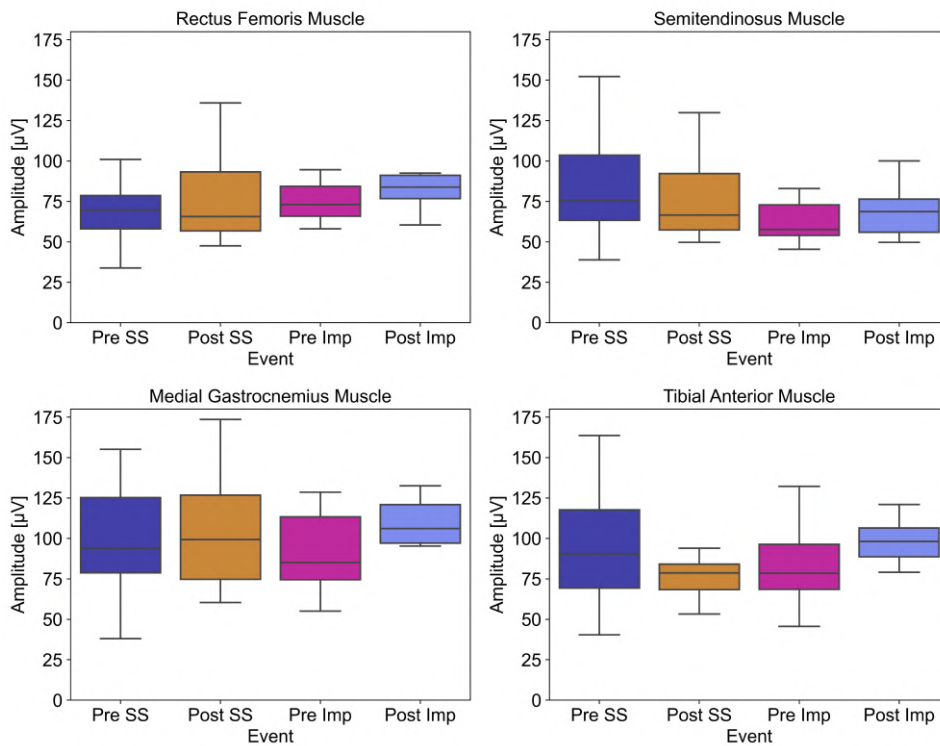 Rectus Femoris Muscle
175
150
125
100
75
50
25
0
Amplitude [µV]
Pre SS Post SS Pre Imp Post Imp
Event
Semitendinosus Muscle
175
150
125
100
75
50
25
0
Amplitude [µV]
Pre SS Post SS Pre Imp Post Imp
Event
Medial Gastrocnemius Muscle
175
150
125
100
75
50
25
0
Amplitude [µV]
Pre SS Post SS Pre Imp Post Imp
Event
Tibial Anterior Muscle
175
150
125
100
75
50
25
0
Amplitude [µV]
Pre SS Post SS Pre Imp Post Imp
Event